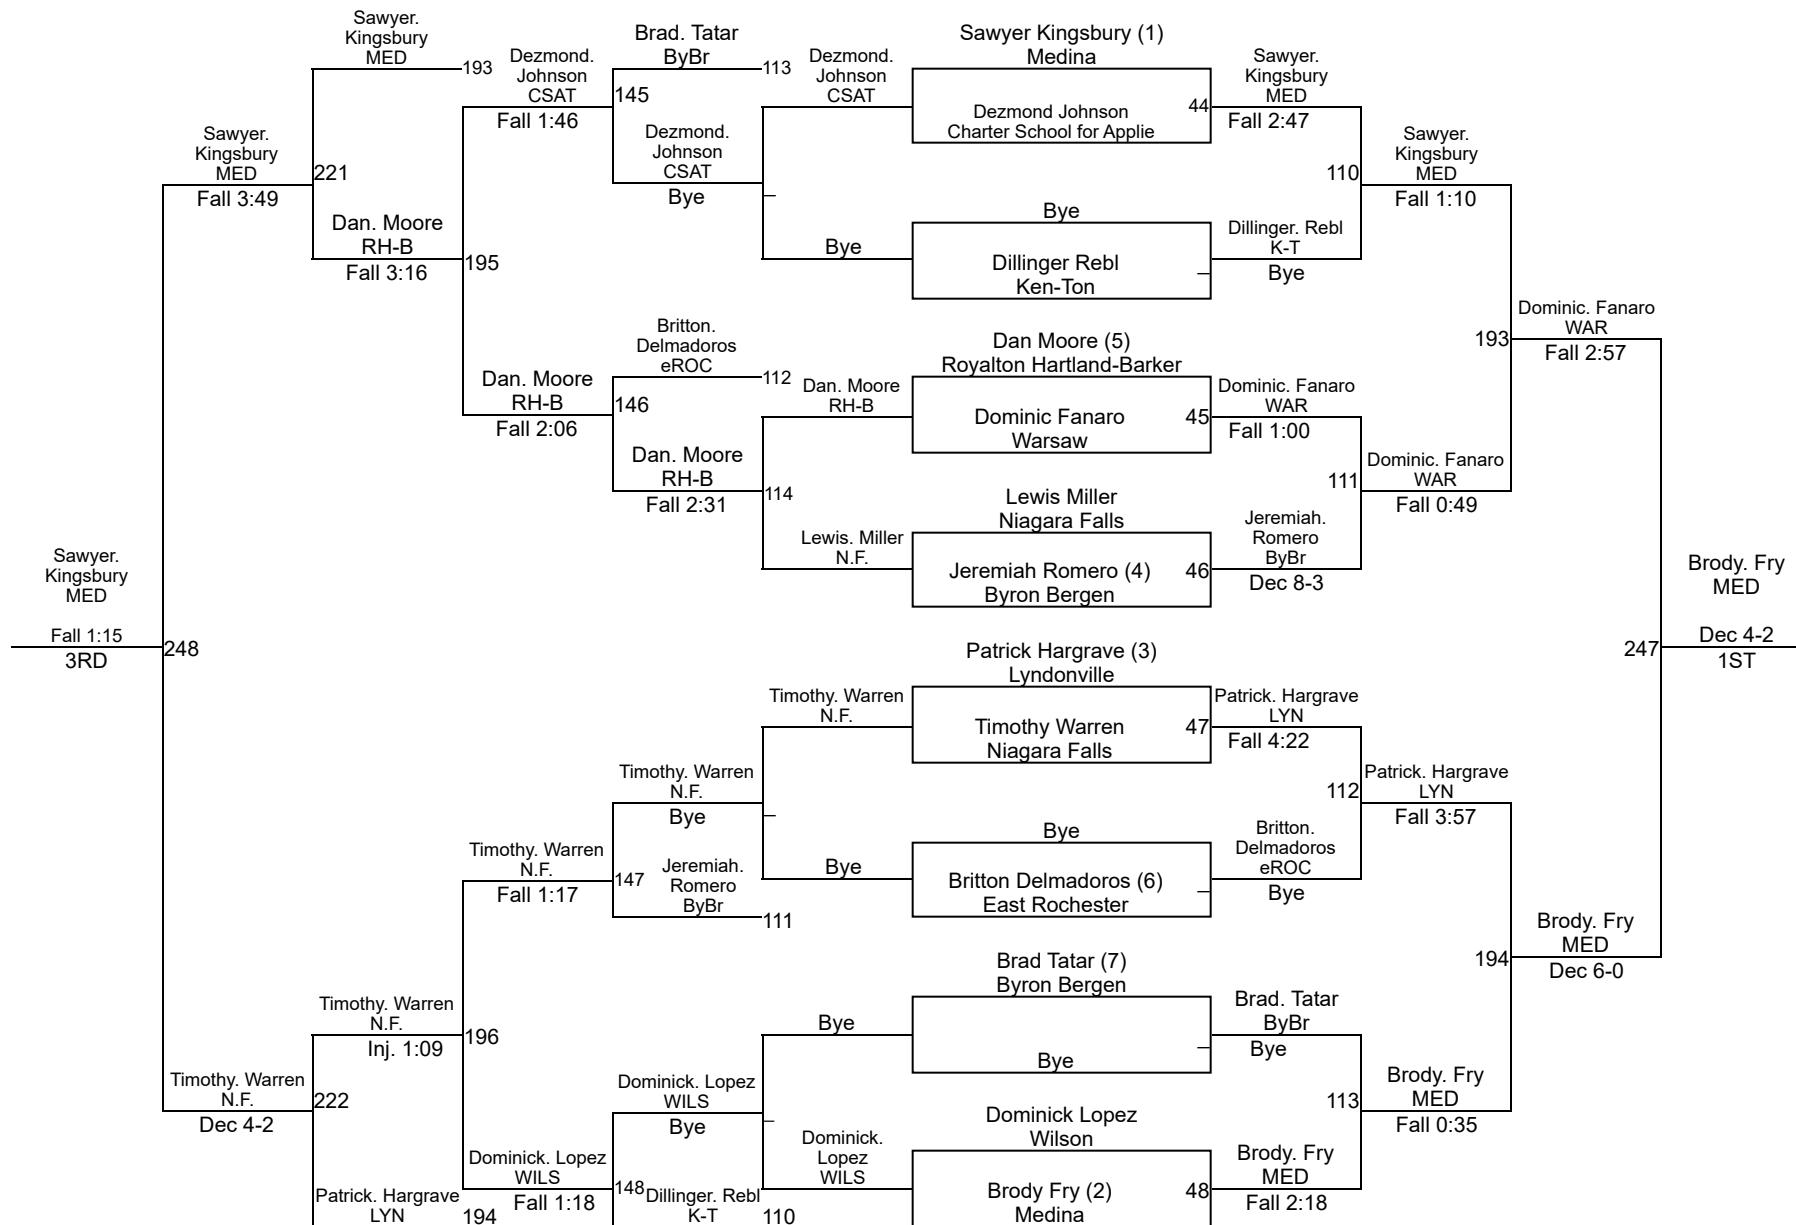 Sawyer.
Kingsbury
MED
193
Dezmond.
Johnson
CSAT
Fall 1:46
Brad. Tatar
ByBr
113
145
Dezmond.
Johnson
CSAT
Bye
Dezmond.
Johnson
CSAT
Sawyer Kingsbury (1)
Medina
Dezmond Johnson
Charter School for Applie
44
Sawyer.
Kingsbury
MED
Fall 2:47
Sawyer.
Kingsbury
MED
Fall 3:49
221
110
Sawyer.
Kingsbury
MED
Fall 1:10
Dan. Moore
RH-B
Fall 3:16
195
Bye
Bye
Dillinger Rebl
Ken-Ton
Dillinger. Rebl
K-T
Bye
Dan. Moore
RH-B
Fall 2:06
Britton.
Delmadoros
eROC
112
146
Dan. Moore
RH-B
Fall 2:31
Dan. Moore
RH-B
Dan Moore (5)
Royalton Hartland-Barker
Dominic Fanaro
Warsaw
45
Dominic. Fanaro
WAR
Fall 1:00
193
Dominic. Fanaro
WAR
Fall 2:57
114
Lewis. Miller
N.F.
Lewis Miller
Niagara Falls
Jeremiah Romero (4)
Byron Bergen
46
Jeremiah.
Romero
ByBr
Dec 8-3
111
Dominic. Fanaro
WAR
Fall 0:49
Sawyer.
Kingsbury
MED
Fall 1:15
3RD
248
247
Brody. Fry
MED
Dec 4-2
1ST
Timothy. Warren
N.F.
Patrick Hargrave (3)
Lyndonville
Timothy Warren
Niagara Falls
47
Patrick. Hargrave
LYN
Fall 4:22
Timothy. Warren
N.F.
Bye
112
Patrick. Hargrave
LYN
Fall 3:57
Timothy. Warren
N.F.
Fall 1:17
147
Jeremiah.
Romero
ByBr
111
Bye
Bye
Britton Delmadoros (6)
East Rochester
Britton.
Delmadoros
eROC
Bye
194
Brody. Fry
MED
Dec 6-0
Timothy. Warren
N.F.
Inj. 1:09
196
Bye
Brad Tatar (7)
Byron Bergen
Bye
Brad. Tatar
ByBr
Bye
Timothy. Warren
N.F.
Dec 4-2
222
Dominick. Lopez
WILS
Bye
113
Brody. Fry
MED
Fall 0:35
Patrick. Hargrave
LYN
194
Dominick. Lopez
WILS
Fall 1:18
148
Dillinger. Rebl
K-T
110
Dominick.
Lopez
WILS
Dominick Lopez
Wilson
Brody Fry (2)
Medina
48
Brody. Fry
MED
Fall 2:18